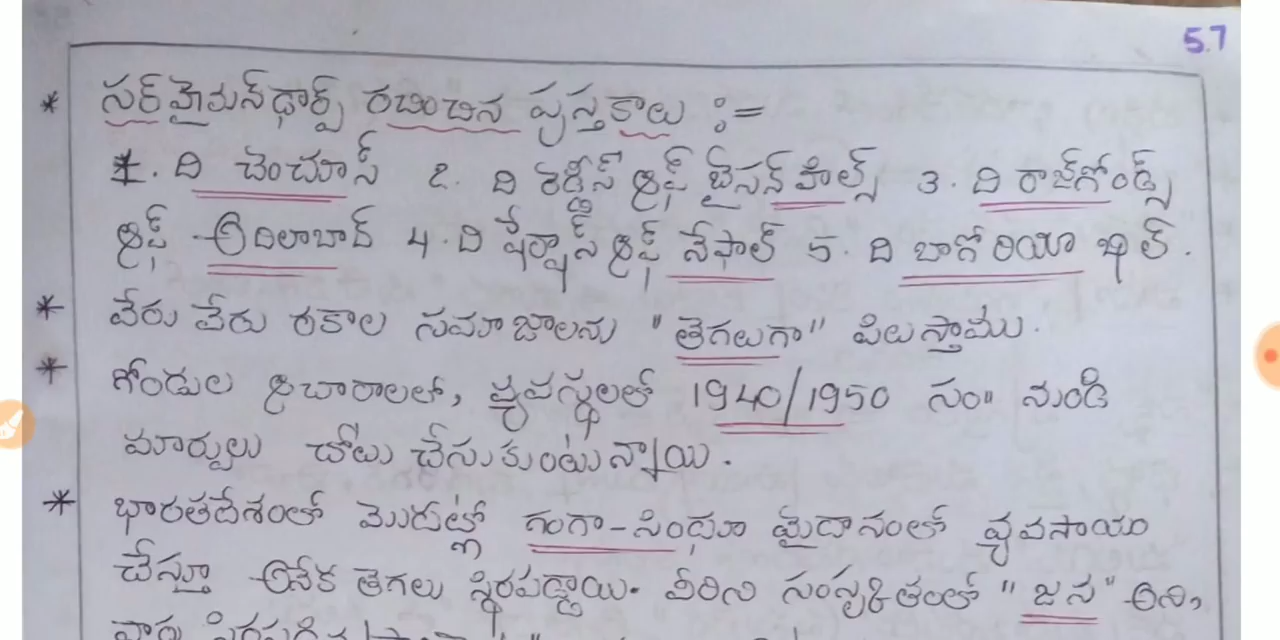 5.7
* సర్ హైమన్ డార్ఫ్ రచించిన పుస్తకాలు :=
1. ది చెంచూస్ 2. ది రెడ్డీస్ ఆఫ్ బైసన్ హిల్స్ 3. ది రాజ్ గోండ్స్
ఆఫ్ ఆదిలాబాద్ 4. ది షేర్పాస్ ఆఫ్ నేపాల్ 5. ది బాగోరియా భిల్.
* వేరు వేరు రకాల సమాజాలను "తెగలుగా" పిలుస్తాము.
* గోండుల ఆచారాలలో, వ్యవస్థలలో 1940/1950 సం॥ నుండి
మార్పులు చోటు చేసుకుంటున్నాయి.
* భారతదేశంలో మొదట్లో గంగా-సింధూ మైదానంలో వ్యవసాయం
చేస్తూ అనేక తెగలు స్థిరపడ్డాయి. వీరిని సంస్కృతంలో "జన" అని,